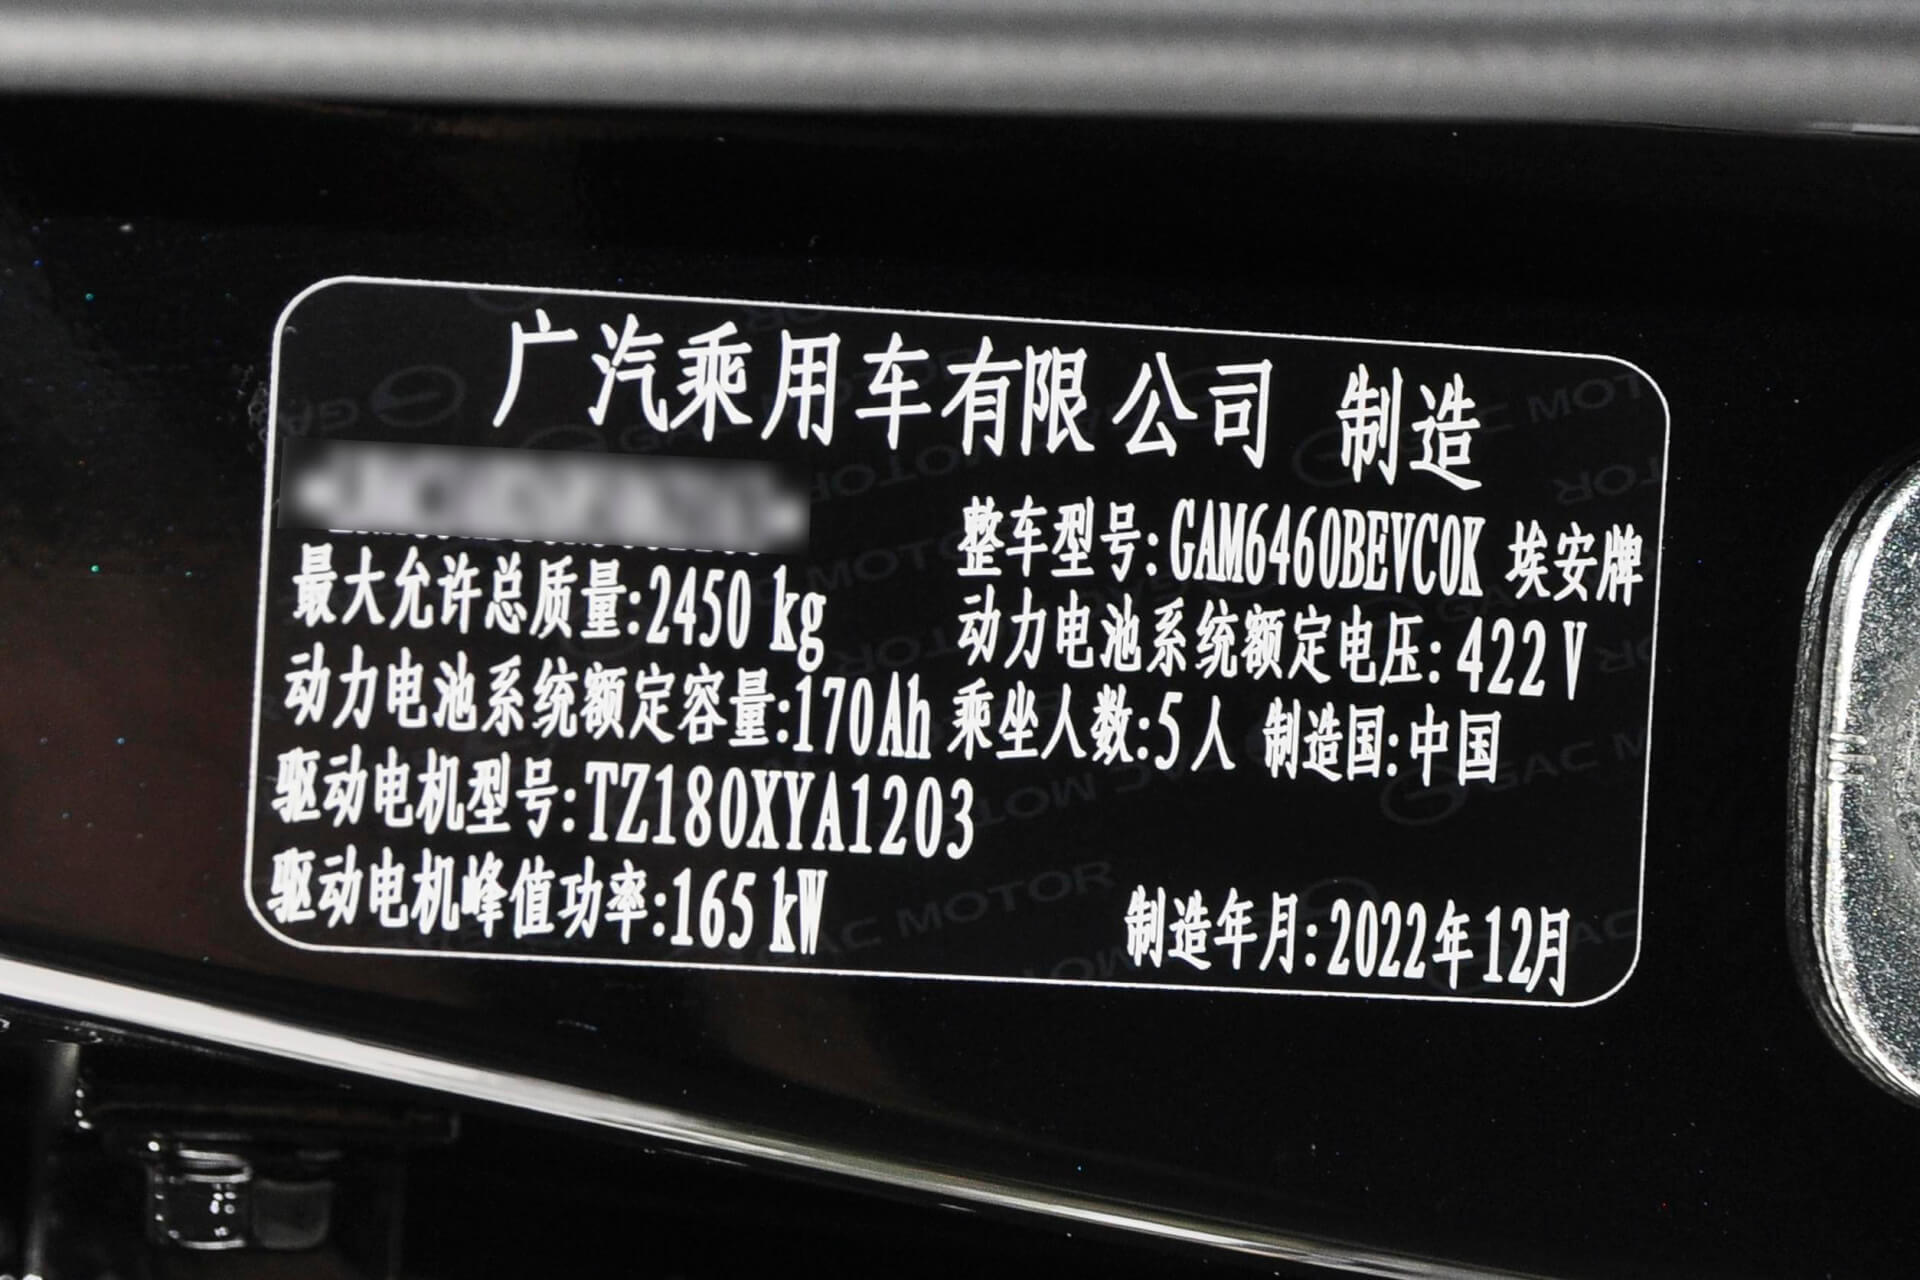 广汽乘用车有限公司 制造
整车型号:GAM6460BEVC0K 埃安牌
最大允许总质量:2450 kg 动力电池系统额定电压:422 V
动力电池系统额定容量:170Ah 乘坐人数:5人 制造国:中国
驱动电机型号:TZ180XYA1203
驱动电机峰值功率:165 kW 制造年月:2022年12月